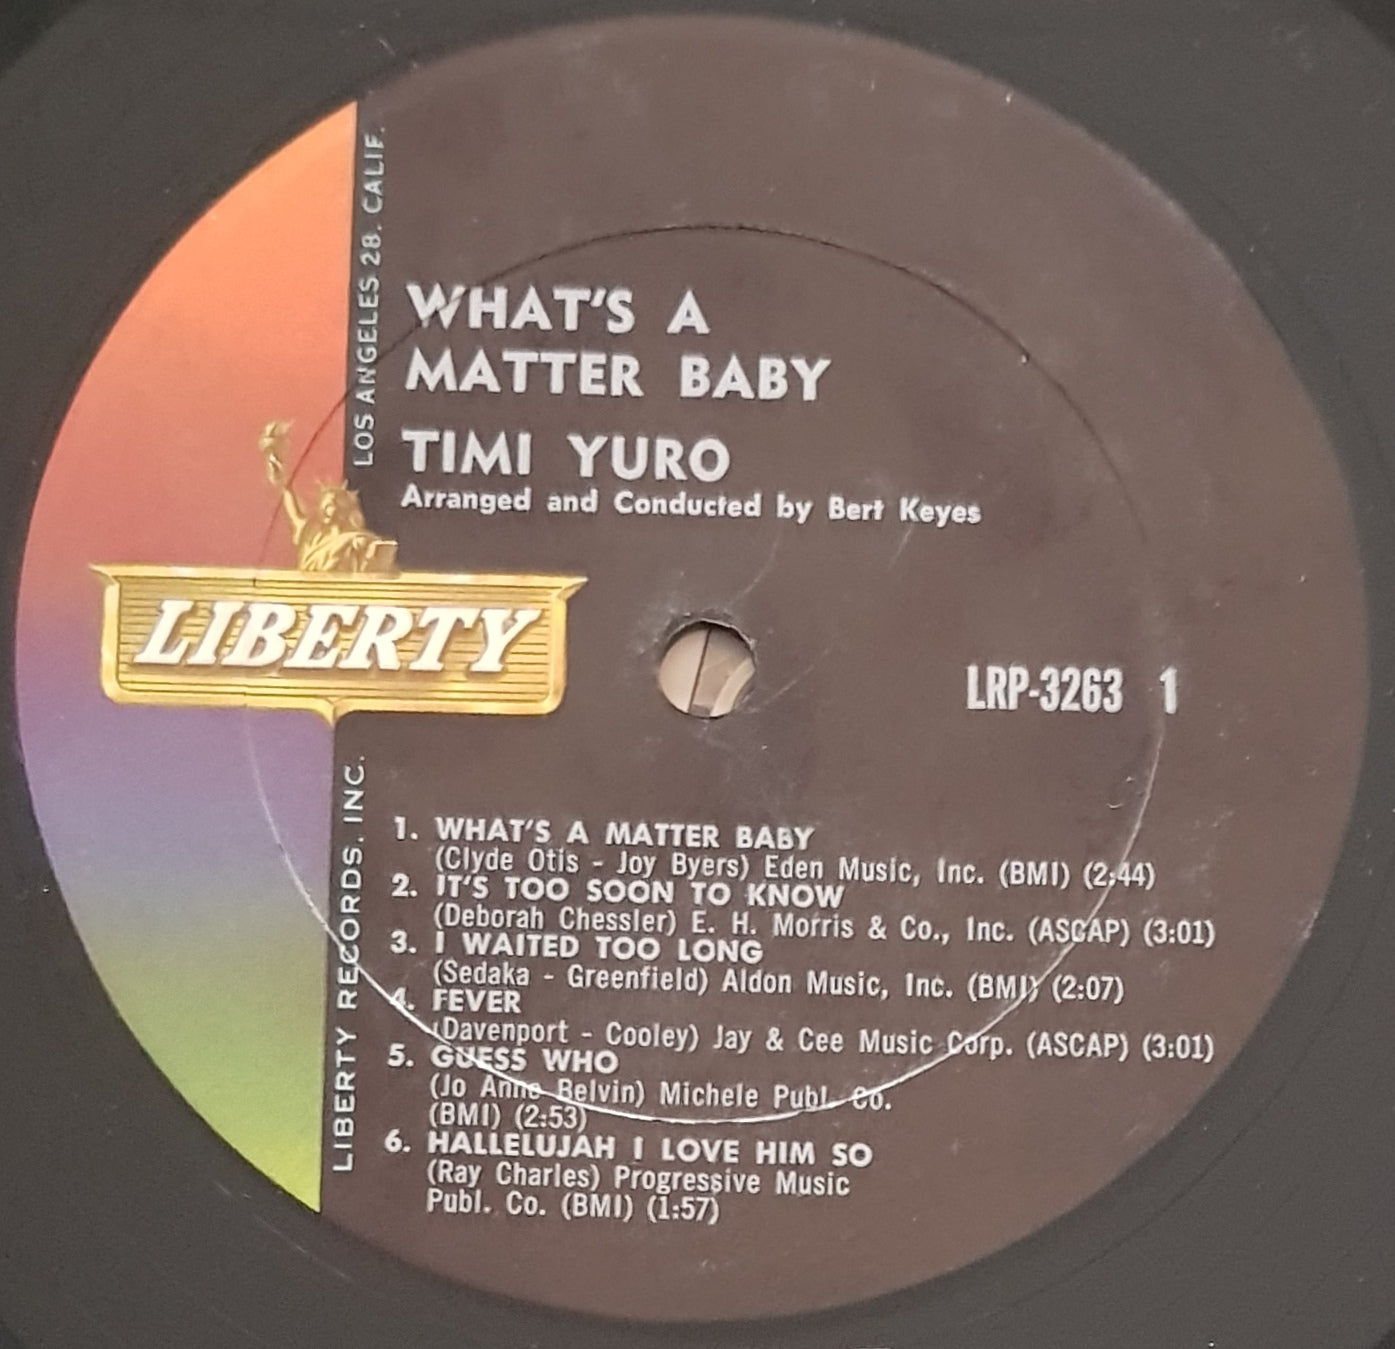 LOS ANGELES 28. CALIF.
WHAT'S A
MATTER BABY
TIMI YURO
Arranged and Conducted by Bert Keyes
LIBERTY
LRP-3263 1
LIBERTY RECORDS, INC.
1. WHAT'S A MATTER BABY
(Clyde Otis - Joy Byers) Eden Music, Inc. (BMI) (2:44)
2. IT'S TOO SOON TO KNOW
(Deborah Chessler) E. H. Morris & Co., Inc. (ASCAP) (3:01)
3. I WAITED TOO LONG
(Sedaka - Greenfield) Aldon Music, Inc. (BMI) (2:07)
4. FEVER
(Davenport - Cooley) Jay & Cee Music Corp. (ASCAP) (3:01)
5. GUESS WHO
(Jo Anne Belvin) Michele Publ. Co.
(BMI) (2:53)
6. HALLELUJAH I LOVE HIM SO
(Ray Charles) Progressive Music
Publ. Co. (BMI) (1:57)